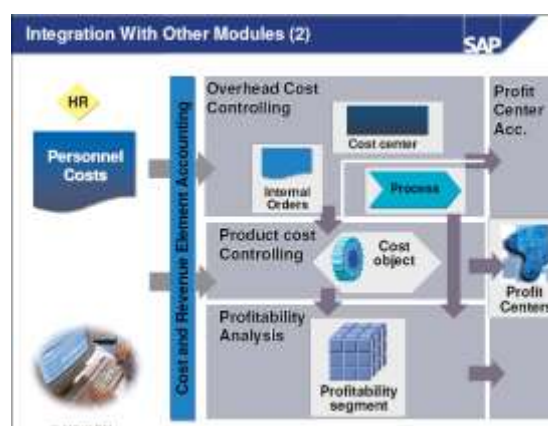 Integration With Other Modules (2)
SAP
HR
Personnel
Costs
Cost and Revenue Element Accounting
Overhead Cost
Controlling
Cost center
Internal
Orders
Process
Profit
Center
Acc.
Product cost
Controlling
Cost
object
Profit
Centers
Profitability
Analysis
Profitability
segment